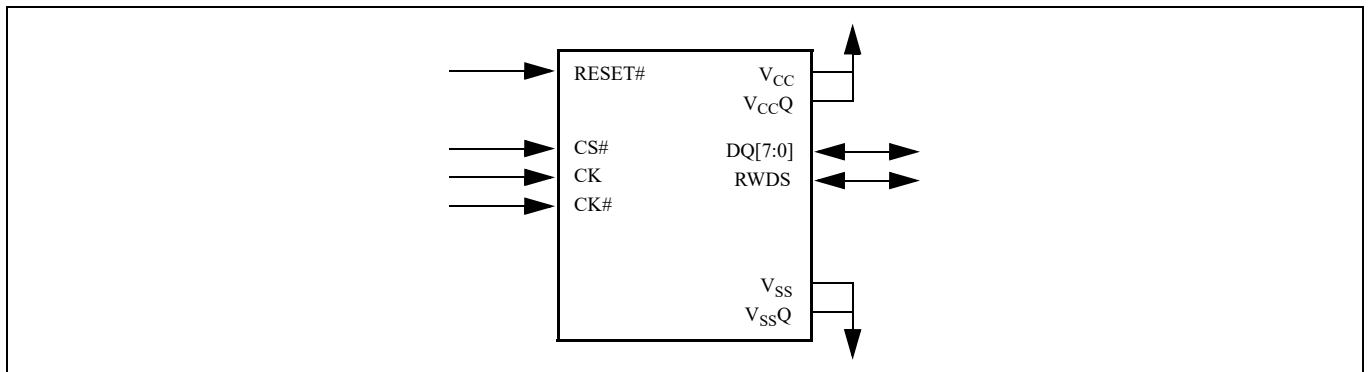 RESET#
CS#
CK
CK#
VCC
VCCQ
DQ[7:0]
RWDS
VSS
VSSQ